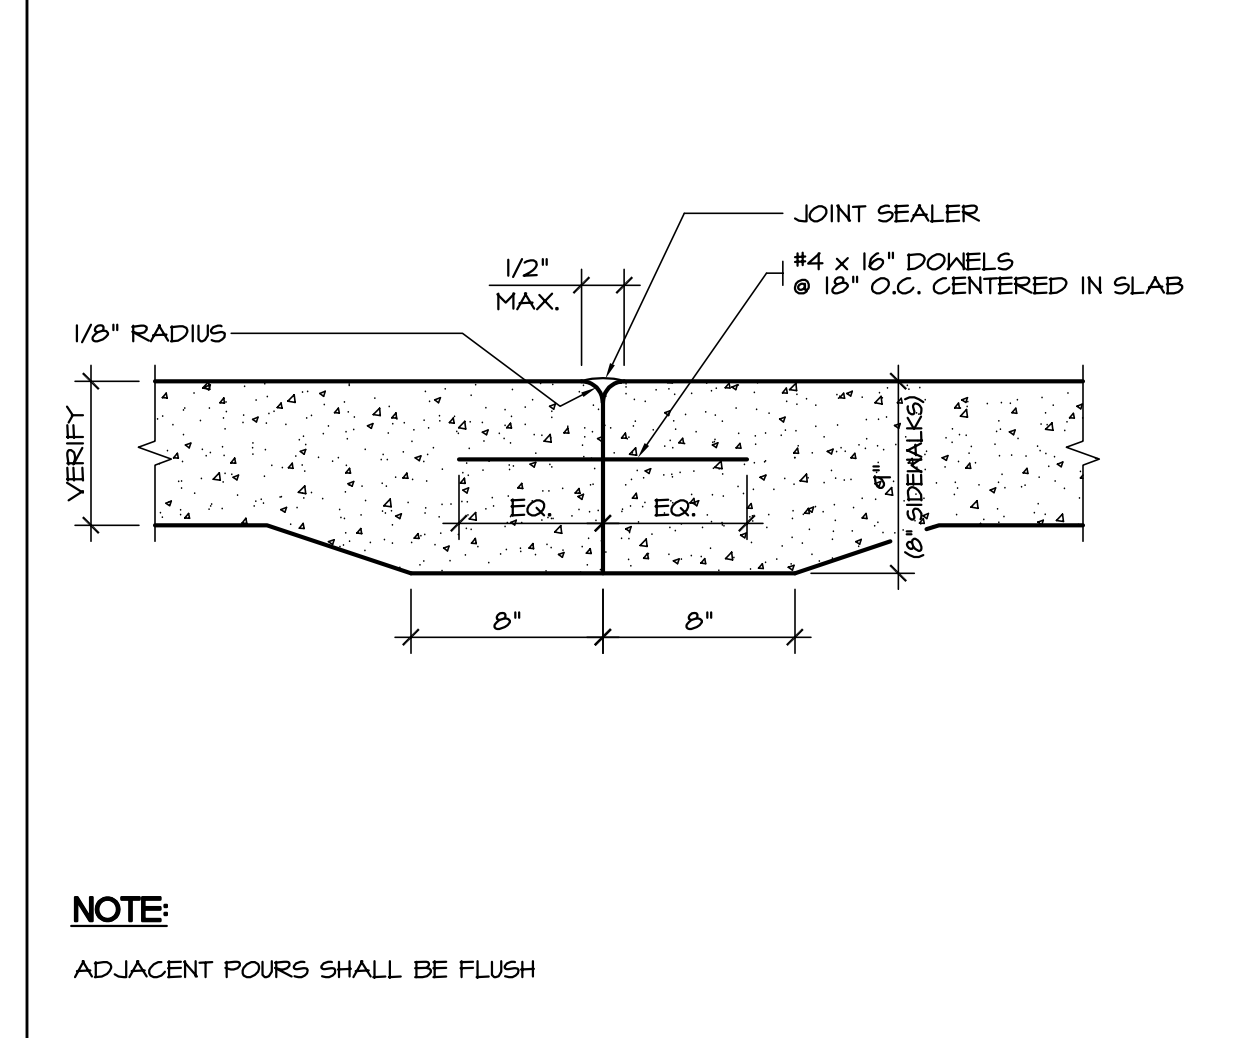 JOINT SEALER
#4 x 16" DOWELS
@ 18" O.C. CENTERED IN SLAB
1/2"
MAX.
1/8" RADIUS
VERIFY
9"
(8" SIDEWALKS)
EQ.
EQ.
8"
8"
NOTE:
ADJACENT POURS SHALL BE FLUSH